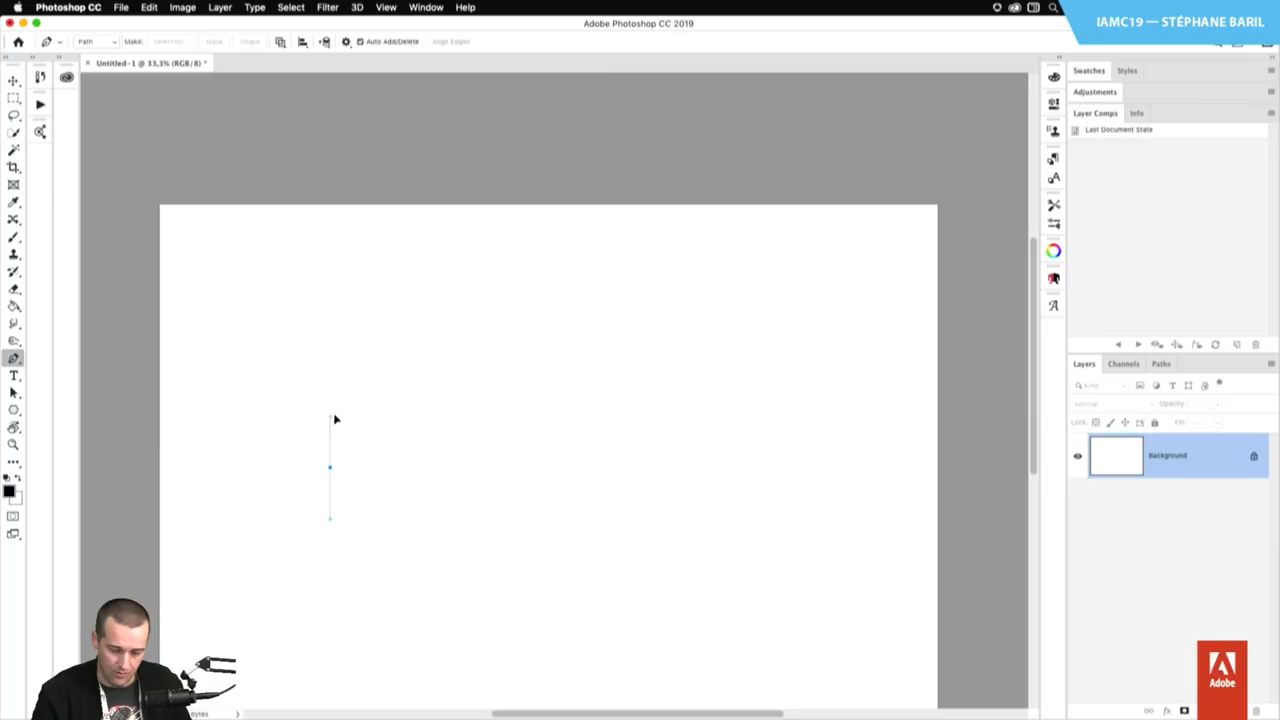 Photoshop CC File Edit Image Layer Type Select Filter 3D View Window Help
IAMC19 — STÉPHANE BARIL
Adobe Photoshop CC 2019
Path Make: Selection Mask Shape Auto Add/Delete Align Edges
Untitled-1 @ 33,3% (RGB/8) *
Swatches Styles
Adjustments
Layer Comps Info
Last Document State
Layers Channels Paths
Kind
Normal Opacity:
Lock: Fill:
Background
Adobe
bytes